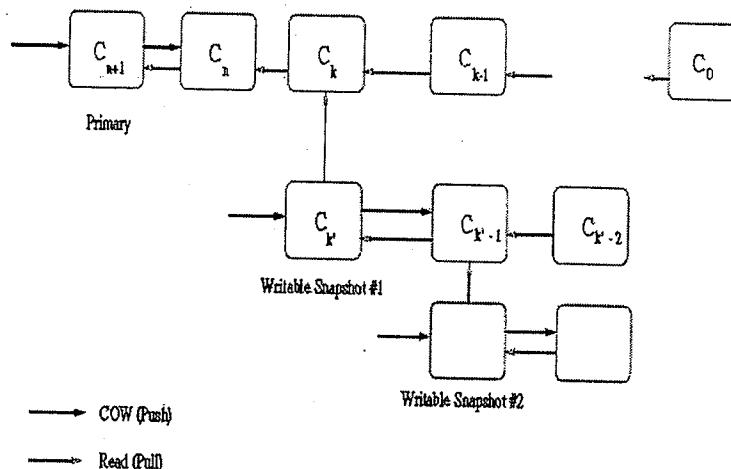 C n+1
C n
C k
C k-1
C 0
Primary
C k'
C k'-1
C k'-2
Writable Snapshot #1
Writable Snapshot #2
COW (Push)
Read (Pull)